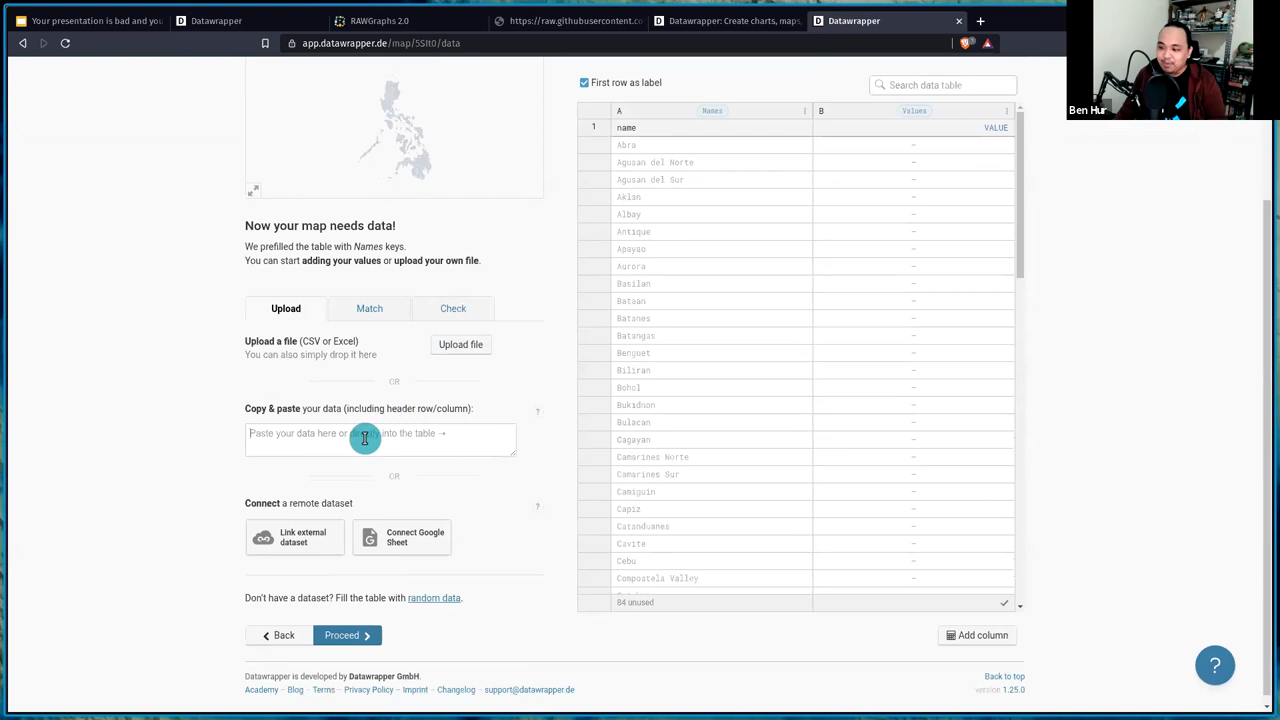 Your presentation is bad and you
Datawrapper
RAWGraphs 2.0
https://raw.githubusercontent.co
Datawrapper: Create charts, maps,
Datawrapper
app.datawrapper.de/map/5SIt0/data
Ben Hur
First row as label
Search data table
A Names B Values
1 name VALUE
Abra –
Agusan del Norte –
Agusan del Sur –
Aklan –
Albay –
Antique –
Apayao –
Aurora –
Basilan –
Bataan –
Batanes –
Batangas –
Benguet –
Biliran –
Bohol –
Bukidnon –
Bulacan –
Cagayan –
Camarines Norte –
Camarines Sur –
Camiguin –
Capiz –
Catanduanes –
Cavite –
Cebu –
Compostela Valley –
84 unused
Add column
Now your map needs data!
We prefilled the table with Names keys.
You can start adding your values or upload your own file.
Upload Match Check
Upload a file (CSV or Excel)
You can also simply drop it here
Upload file
OR
Copy & paste your data (including header row/column): ?
Paste your data here or directly into the table →
OR
Connect a remote dataset ?
Link external
dataset
Connect Google
Sheet
Don't have a dataset? Fill the table with random data.
Back Proceed
Datawrapper is developed by Datawrapper GmbH.
Academy – Blog – Terms – Privacy Policy – Imprint – Changelog – support@datawrapper.de
Back to top
version 1.25.0
?